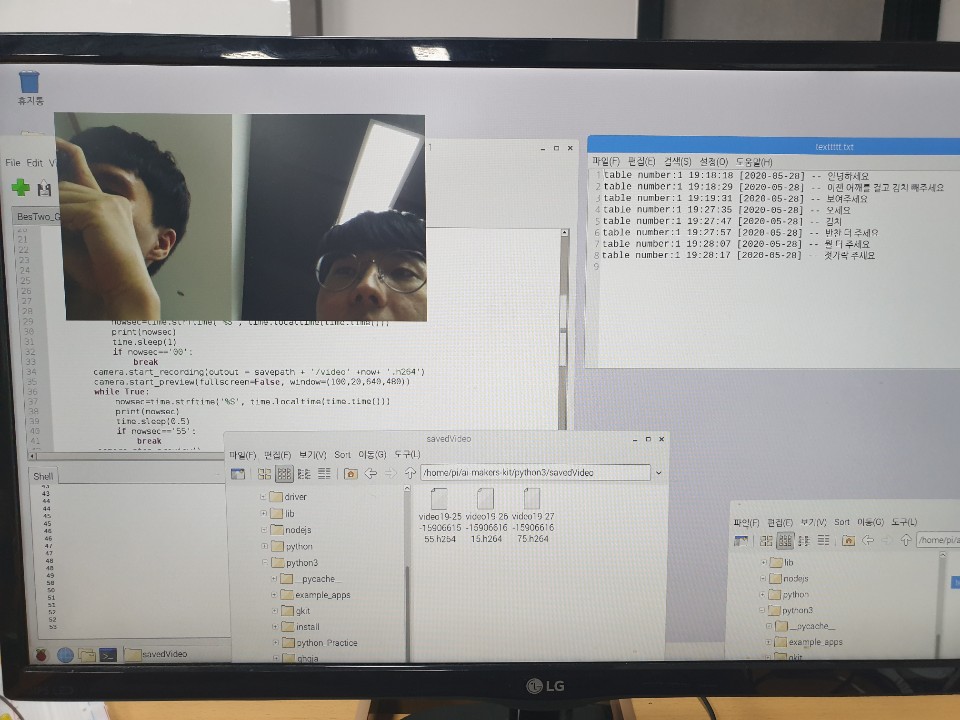 휴지통
File Edit V
BesTwo_G
21
22
23
24
25
26
27
28
29 nowsec=time.strftime('%S', time.localtime(time.time()))
30 print(nowsec)
31 time.sleep(1)
32 if nowsec=='00':
33 break
34 camera.start_recording(output = savepath + '/video' +now+ '.h264')
35 camera.start_preview(fullscreen=False, window=(100,20,640,480))
36 while True:
37 nowsec=time.strftime('%S', time.localtime(time.time()))
38 print(nowsec)
39 time.sleep(0.5)
40 if nowsec=='55':
41 break
Shell
43
44
44
45
46
46
47
47
48
48
49
50
50
51
52
52
53
texttttt.txt
파일(F) 편집(E) 검색(S) 설정(O) 도움말(H)
1 table number:1 19:18:18 [2020-05-28] -- 안녕하세요
2 table number:1 19:18:29 [2020-05-28] -- 이젠 어깨를 걸고 김치 빼주세요
3 table number:1 19:19:31 [2020-05-28] -- 보여주세요
4 table number:1 19:27:35 [2020-05-28] -- 오세요
5 table number:1 19:27:47 [2020-05-28] -- 김치
6 table number:1 19:27:57 [2020-05-28] -- 반찬 더 주세요
7 table number:1 19:28:07 [2020-05-28] -- 뭘 더 주세요
8 table number:1 19:28:17 [2020-05-28] - 젓가락 주세요
9
savedVideo
파일(F) 편집(E) 보기(V) Sort 이동(G) 도구(L)
/home/pi/ai-makers-kit/python3/savedVideo
driver
lib
nodejs
python
python3
__pycache__
example_apps
gkit
install
python-Practice
video19-25
-15906615
55.h264
video19 26
-15906616
15.h264
video19 27
-15906616
75.h264
파일(F) 편집(E) 보기(V) Sort 이동(G) 도구(L)
/home/pi/a
lib
nodejs
python
python3
__pycache__
example_apps
gkit
savedVideo
LG